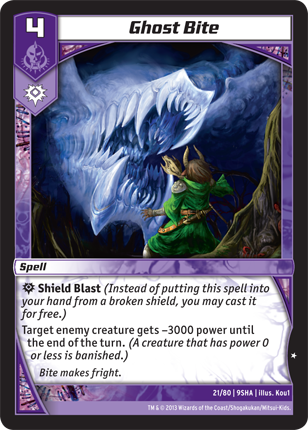 4
Ghost Bite
Spell
Shield Blast (Instead of putting this spell into
your hand from a broken shield, you may cast it
for free.)
Target enemy creature gets –3000 power until
the end of the turn. (A creature that has power 0
or less is banished.)
Bite makes fright.
21/80 | 9SHA | illus. Kou1
TM & © 2013 Wizards of the Coast/Shogakukan/Mitsui-Kids.